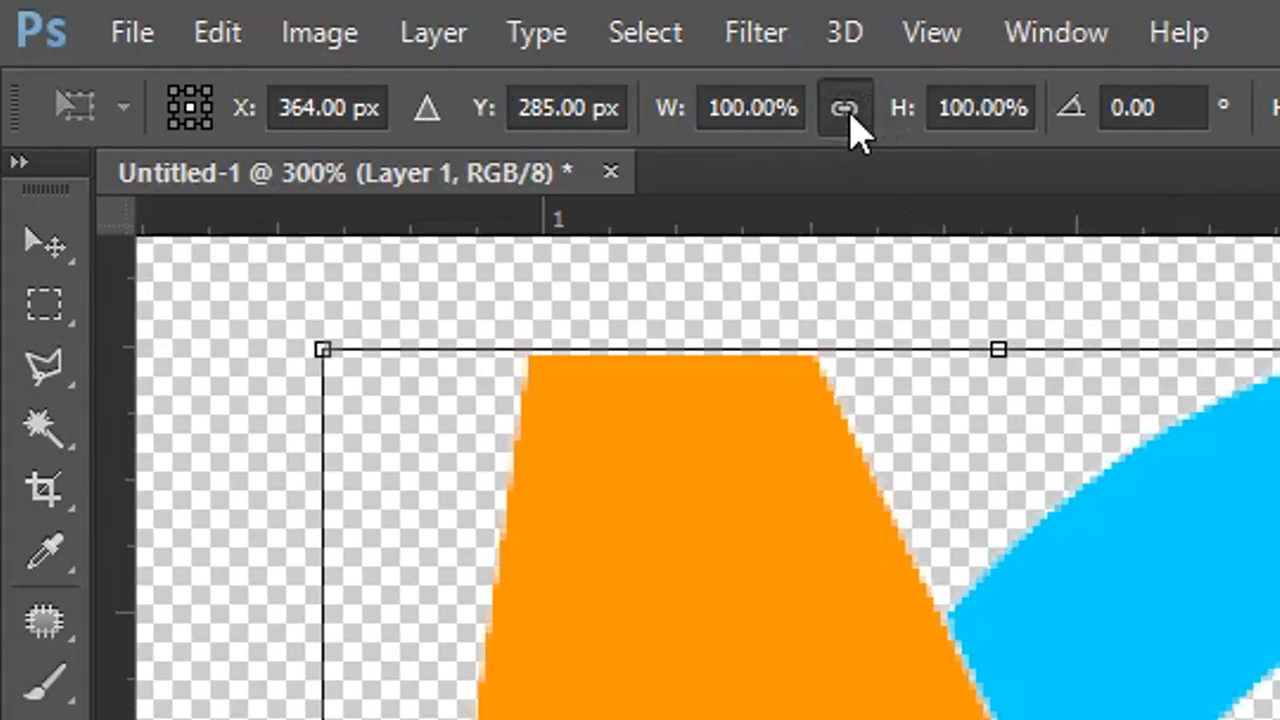 Ps File Edit Image Layer Type Select Filter 3D View Window Help
X: 364.00 px Y: 285.00 px W: 100.00% H: 100.00% 0.00 °
Untitled-1 @ 300% (Layer 1, RGB/8) * ×
1